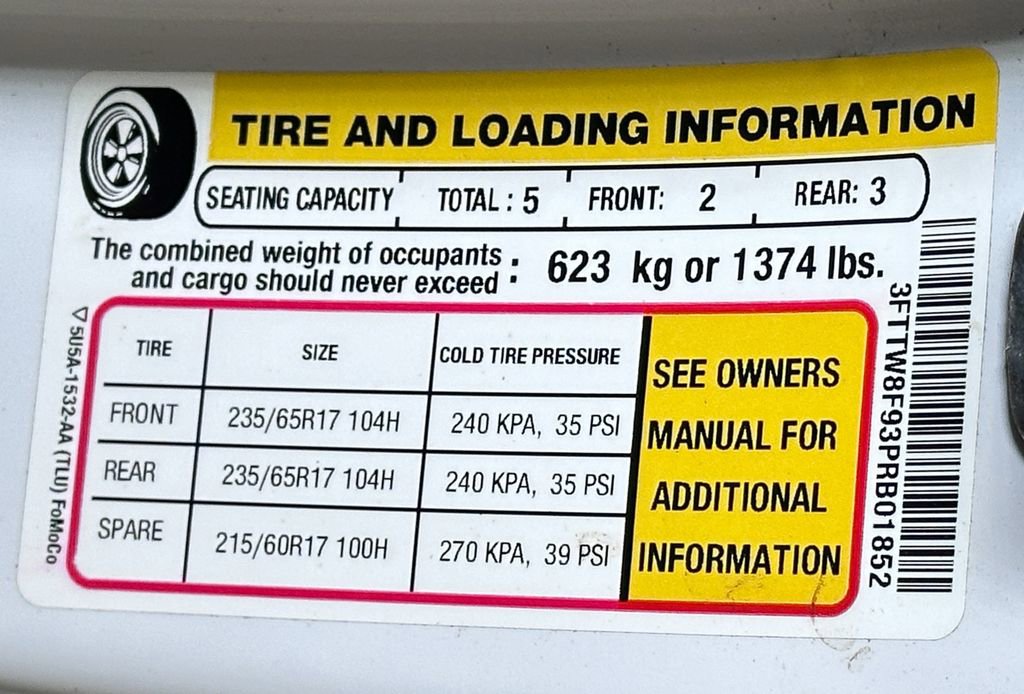 TIRE AND LOADING INFORMATION
SEATING CAPACITY TOTAL : 5 FRONT: 2 REAR: 3
The combined weight of occupants
and cargo should never exceed : 623 kg or 1374 lbs.
TIRE SIZE COLD TIRE PRESSURE
FRONT 235/65R17 104H 240 KPA, 35 PSI
REAR 235/65R17 104H 240 KPA, 35 PSI
SPARE 215/60R17 100H 270 KPA, 39 PSI
SEE OWNERS
MANUAL FOR
ADDITIONAL
INFORMATION
3FTTW8F93PRB01852
5U5A-1532-AA (TLU) FoMoCo